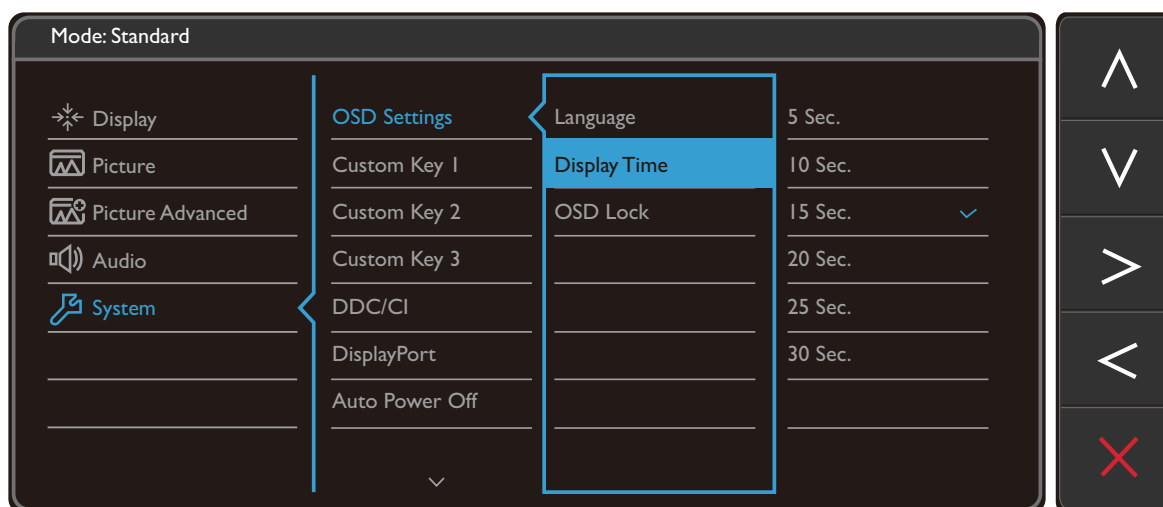 Mode: Standard
Display
Picture
Picture Advanced
Audio
System
OSD Settings
Custom Key 1
Custom Key 2
Custom Key 3
DDC/CI
DisplayPort
Auto Power Off
Language
Display Time
OSD Lock
5 Sec.
10 Sec.
15 Sec.
20 Sec.
25 Sec.
30 Sec.